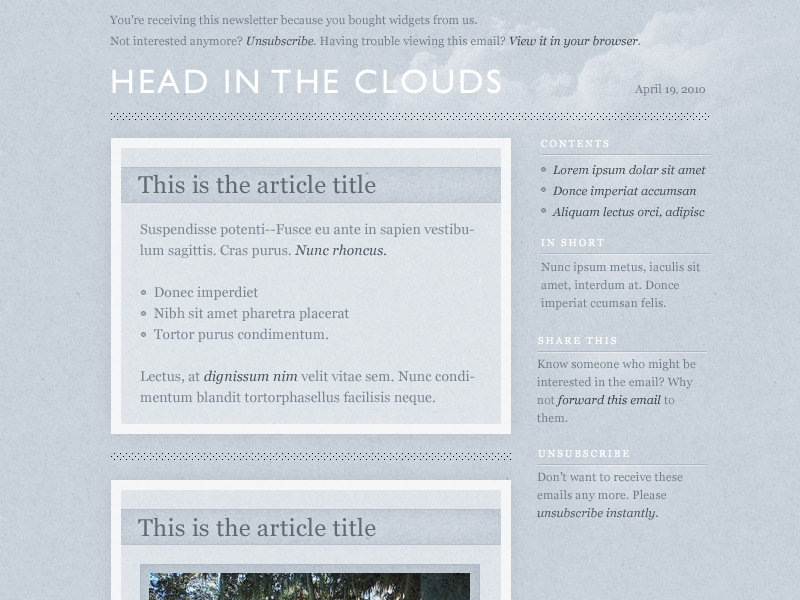 You're receiving this newsletter because you bought widgets from us.
Not interested anymore? Unsubscribe. Having trouble viewing this email? View it in your browser.
HEAD IN THE CLOUDS
April 19, 2010
This is the article title
Suspendisse potenti--Fusce eu ante in sapien vestibu-
lum sagittis. Cras purus. Nunc rhoncus.
Donec imperdiet
Nibh sit amet pharetra placerat
Tortor purus condimentum.
Lectus, at dignissum nim velit vitae sem. Nunc condi-
mentum blandit tortorphasellus facilisis neque.
This is the article title
CONTENTS
Lorem ipsum dolar sit amet
Donce imperiat accumsan
Aliquam lectus orci, adipisc
IN SHORT
Nunc ipsum metus, iaculis sit
amet, interdum at. Donce
imperiat ccumsan felis.
SHARE THIS
Know someone who might be
interested in the email? Why
not forward this email to
them.
UNSUBSCRIBE
Don't want to receive these
emails any more. Please
unsubscribe instantly.